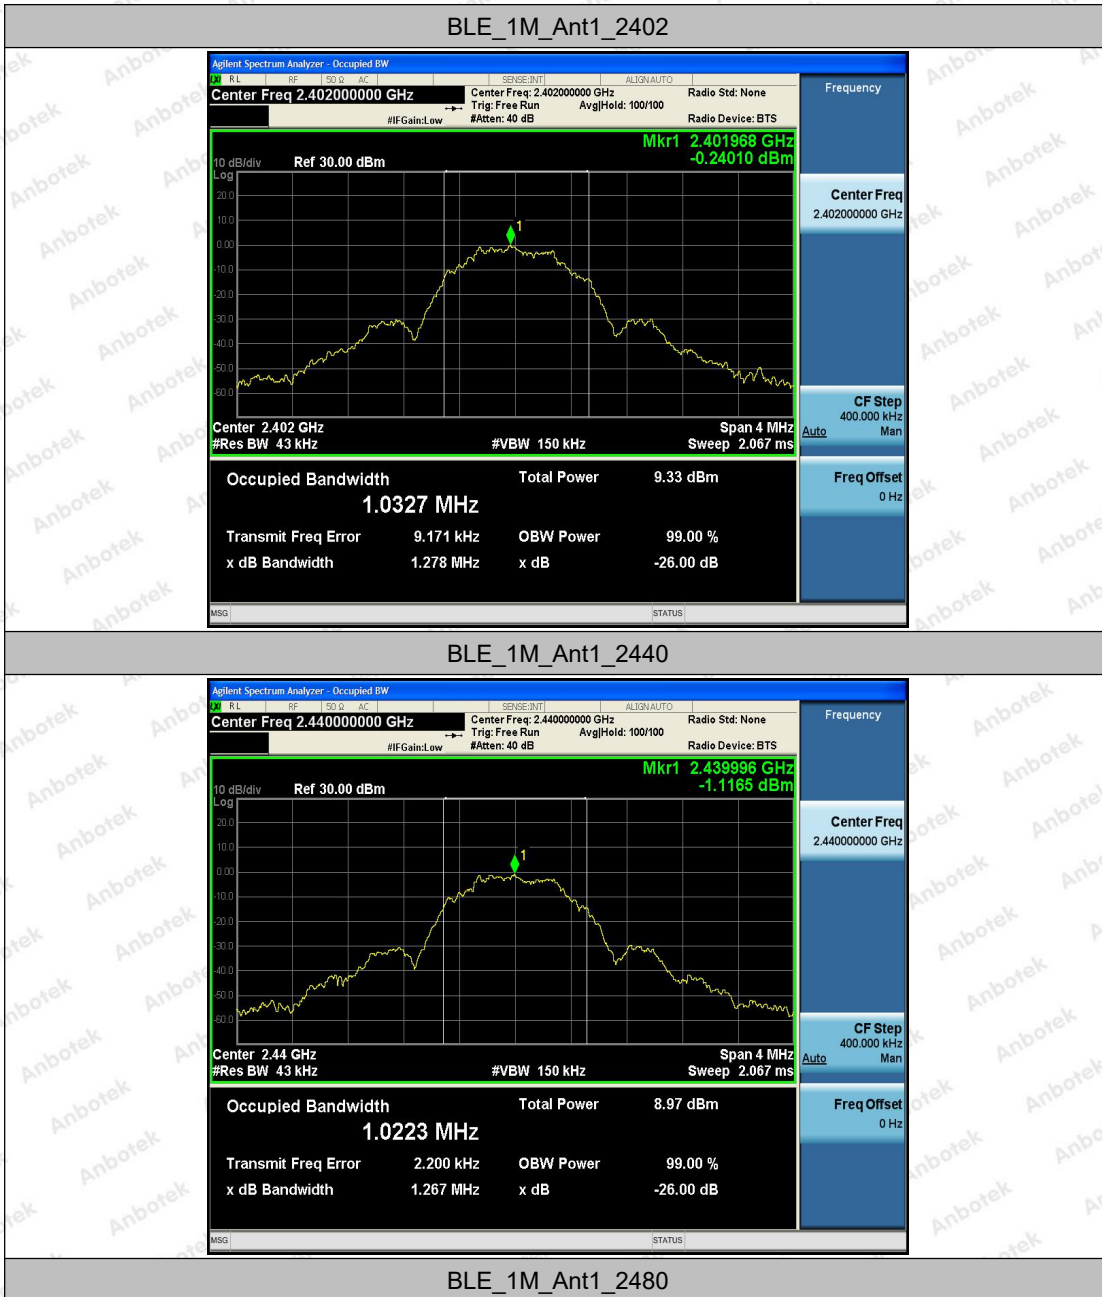 BLE_1M_Ant1_2402
Agilent Spectrum Analyzer - Occupied BW
LXI RL RF 50 Ω AC SENSE:INT ALIGNAUTO
Center Freq 2.402000000 GHz
Center Freq: 2.402000000 GHz Radio Std: None
Trig: Free Run Avg|Hold: 100/100
#IFGain:Low #Atten: 40 dB Radio Device: BTS
Mkr1 2.401968 GHz
-0.24010 dBm
10 dB/div Ref 30.00 dBm
Log
20.0
10.0
0.00
-10.0
-20.0
-30.0
-40.0
-50.0
-60.0
1
Center 2.402 GHz Span 4 MHz
#Res BW 43 kHz #VBW 150 kHz Sweep 2.067 ms
Occupied Bandwidth Total Power 9.33 dBm
1.0327 MHz
Transmit Freq Error 9.171 kHz OBW Power 99.00 %
x dB Bandwidth 1.278 MHz x dB -26.00 dB
MSG STATUS
Frequency
Center Freq
2.402000000 GHz
CF Step
400.000 kHz
Auto Man
Freq Offset
0 Hz
BLE_1M_Ant1_2440
Agilent Spectrum Analyzer - Occupied BW
LXI RL RF 50 Ω AC SENSE:INT ALIGNAUTO
Center Freq 2.440000000 GHz
Center Freq: 2.440000000 GHz Radio Std: None
Trig: Free Run Avg|Hold: 100/100
#IFGain:Low #Atten: 40 dB Radio Device: BTS
Mkr1 2.439996 GHz
-1.1165 dBm
10 dB/div Ref 30.00 dBm
Log
20.0
10.0
0.00
-10.0
-20.0
-30.0
-40.0
-50.0
-60.0
1
Center 2.44 GHz Span 4 MHz
#Res BW 43 kHz #VBW 150 kHz Sweep 2.067 ms
Occupied Bandwidth Total Power 8.97 dBm
1.0223 MHz
Transmit Freq Error 2.200 kHz OBW Power 99.00 %
x dB Bandwidth 1.267 MHz x dB -26.00 dB
MSG STATUS
Frequency
Center Freq
2.440000000 GHz
CF Step
400.000 kHz
Auto Man
Freq Offset
0 Hz
BLE_1M_Ant1_2480
Anbotek